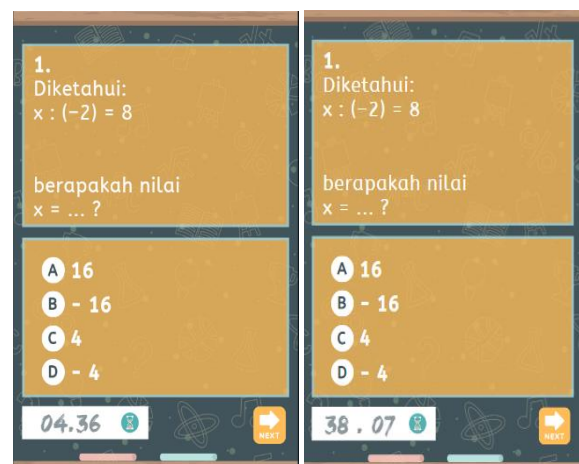 1.
Diketahui:
x : (−2) = 8
berapakah nilai
x = ... ?
A 16
B - 16
C 4
D - 4
04.36
NEXT
1.
Diketahui:
x : (−2) = 8
berapakah nilai
x = ... ?
A 16
B - 16
C 4
D - 4
38 . 07
NEXT